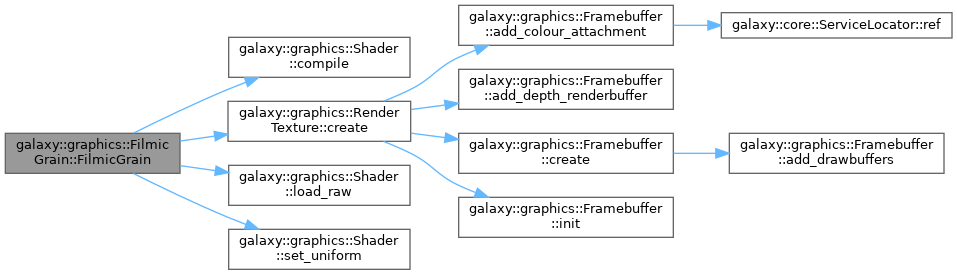 galaxy::graphics::Filmic
Grain::FilmicGrain
galaxy::graphics::Shader
::compile
galaxy::graphics::Render
Texture::create
galaxy::graphics::Shader
::load_raw
galaxy::graphics::Shader
::set_uniform
galaxy::graphics::Framebuffer
::add_colour_attachment
galaxy::graphics::Framebuffer
::add_depth_renderbuffer
galaxy::graphics::Framebuffer
::create
galaxy::graphics::Framebuffer
::init
galaxy::core::ServiceLocator::ref
galaxy::graphics::Framebuffer
::add_drawbuffers